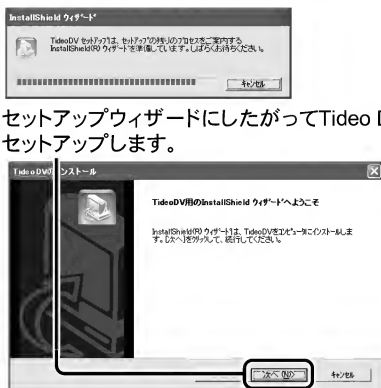 InstallShield ウィザード
TideoDV セットアップは、セットアップの残りのプロセスをご案内する
InstallShield(R) ウィザードを準備しています。しばらくお待ちください。
キャンセル
セットアップウィザードにしたがってTideo D
セットアップします。
TideoDVの
ンストール
TideoDV用のInstallShield ウィザードへようこそ
InstallShield(R) ウィザードは、TideoDVをコンピュータにインストールしま
す。[次へ]をクリックして、続行してください。
次へ(N)>
キャンセル